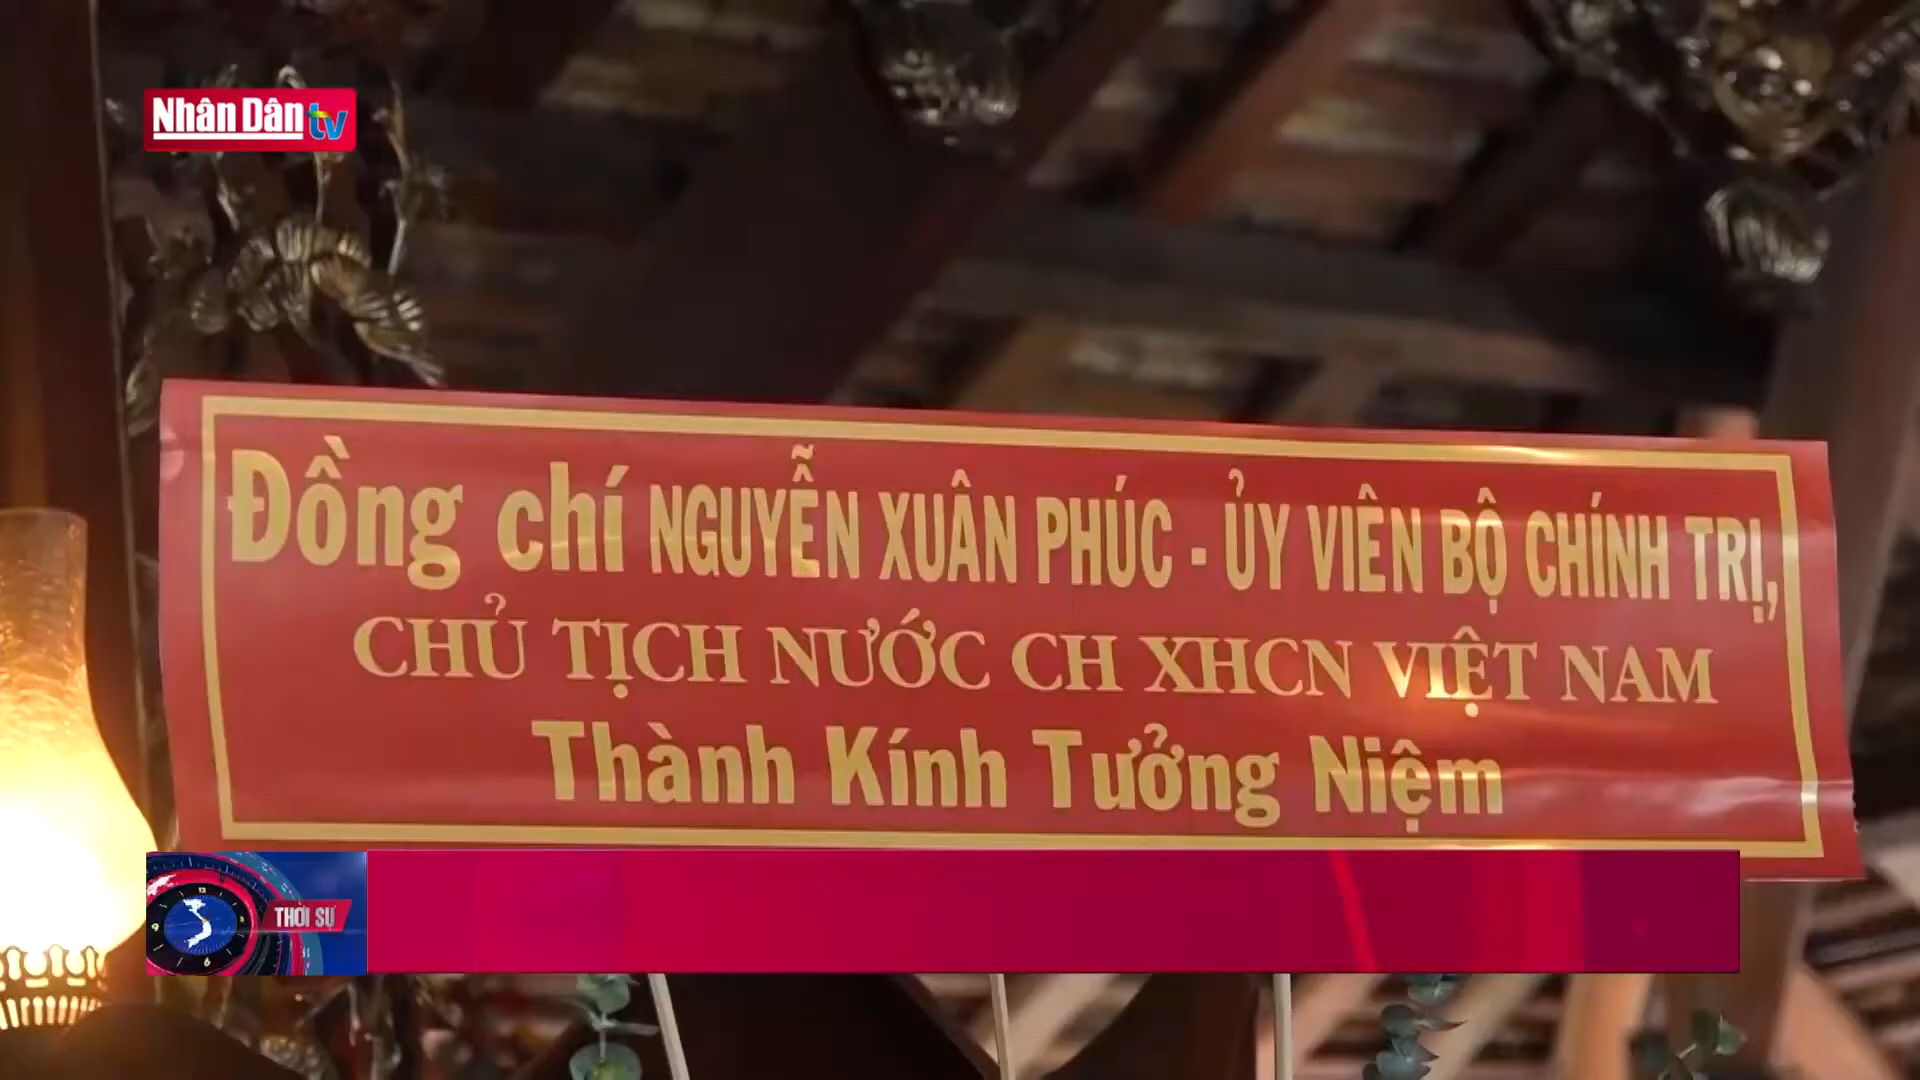 Nhân Dân tv
Đồng chí NGUYỄN XUÂN PHÚC - ỦY VIÊN BỘ CHÍNH TRỊ,
CHỦ TỊCH NƯỚC CH XHCN VIỆT NAM
Thành Kính Tưởng Niệm
THỜI SỰ